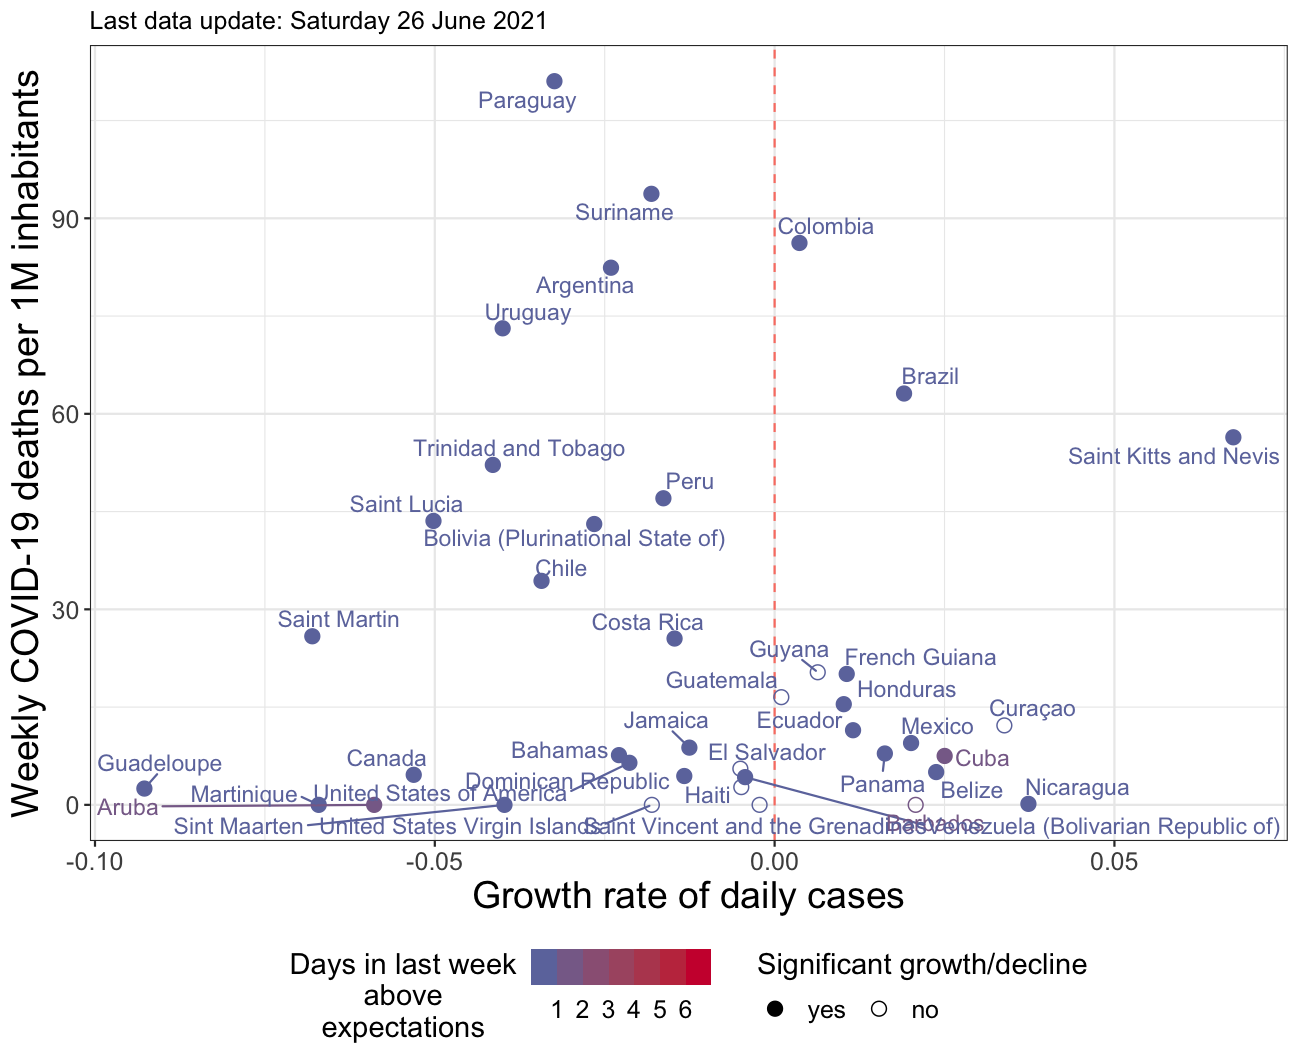 Last data update: Saturday 26 June 2021
Weekly COVID-19 deaths per 1M inhabitants
90
60
30
0
Paraguay
Suriname
Colombia
Argentina
Uruguay
Brazil
Trinidad and Tobago
Saint Kitts and Nevis
Peru
Saint Lucia
Bolivia (Plurinational State of)
Chile
Saint Martin
Costa Rica
Guyana
French Guiana
Guatemala
Honduras
Curaçao
Jamaica
Ecuador
Mexico
Bahamas
El Salvador
Canada
Cuba
Guadeloupe
Dominican Republic
Panama
Belize
Nicaragua
Martinique
United States of America
Haiti
Aruba
Sint Maarten
United States Virgin Islands
Saint Vincent and the Grenadines
Barbados
Venezuela (Bolivarian Republic of)
-0.10
-0.05
0.00
0.05
Growth rate of daily cases
Days in last week
above
expectations
1 2 3 4 5 6
Significant growth/decline
yes
no